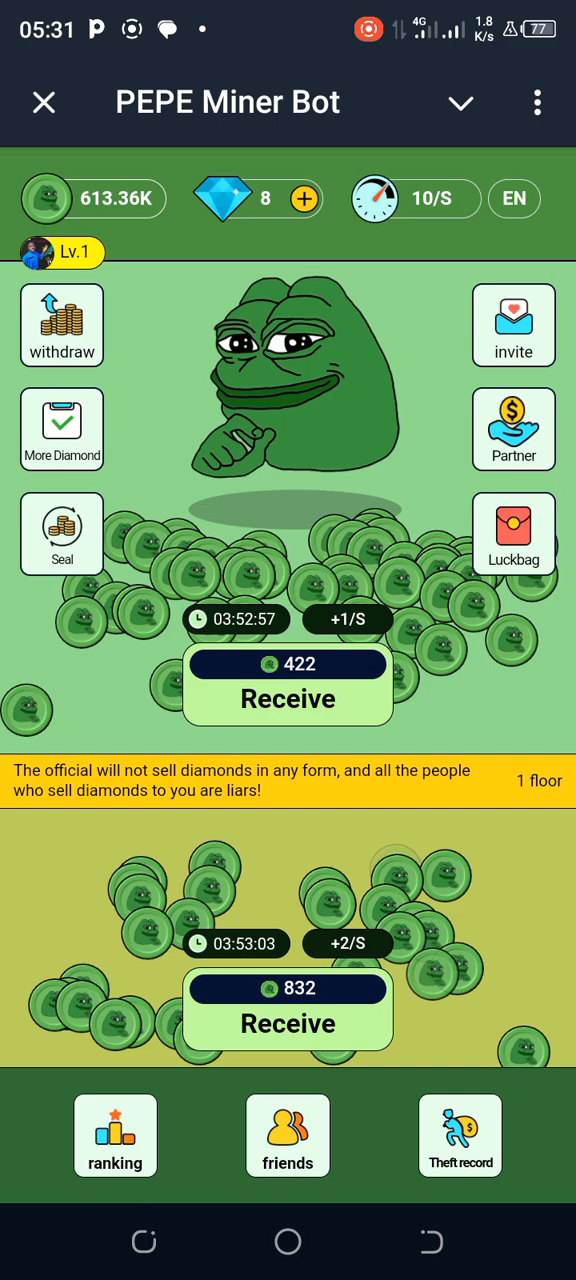 05:31
4G
1.8
K/s
77
PEPE Miner Bot
613.36K
8
10/S
EN
Lv.1
withdraw
invite
More Diamond
Partner
Seal
Luckbag
03:52:57
+1/S
422
Receive
The official will not sell diamonds in any form, and all the people
who sell diamonds to you are liars!
1 floor
03:53:03
+2/S
832
Receive
ranking
friends
Theft record